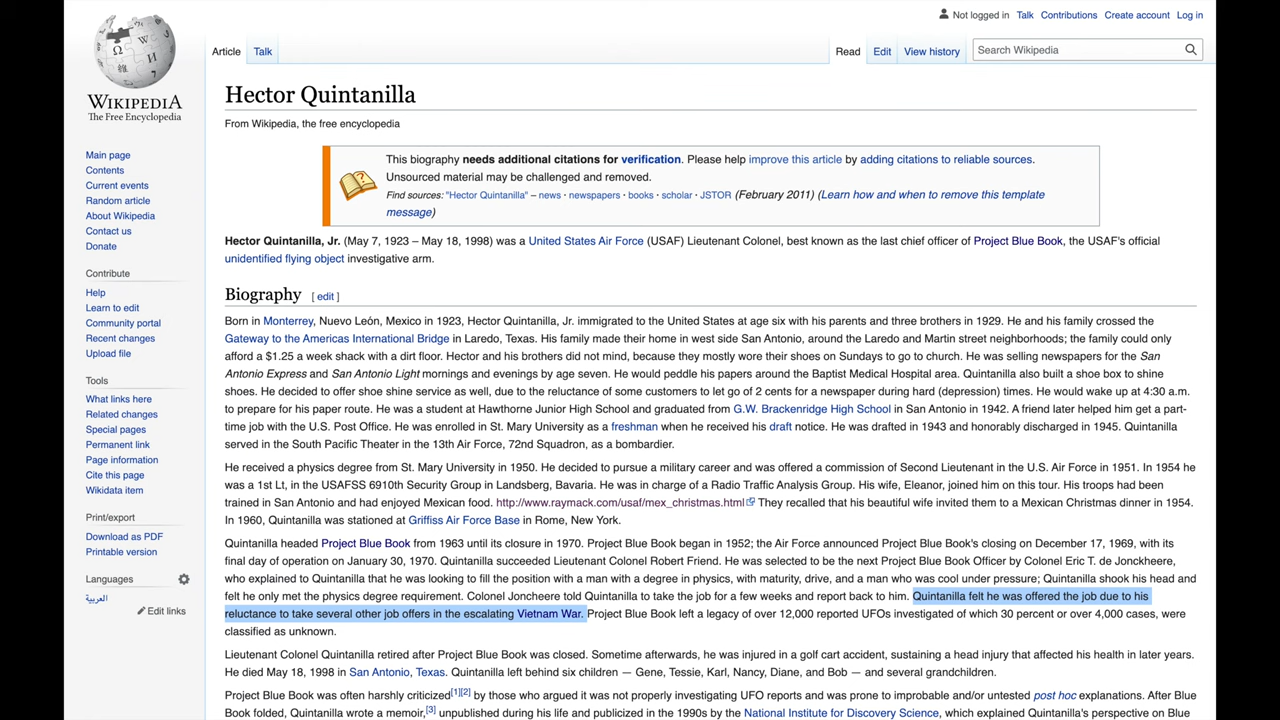 Not logged in Talk Contributions Create account Log in
Article Talk Read Edit View history Search Wikipedia
WIKIPEDIA
The Free Encyclopedia
Main page
Contents
Current events
Random article
About Wikipedia
Contact us
Donate
Contribute
Help
Learn to edit
Community portal
Recent changes
Upload file
Tools
What links here
Related changes
Special pages
Permanent link
Page information
Cite this page
Wikidata item
Print/export
Download as PDF
Printable version
Languages
العربية
Edit links
Hector Quintanilla
From Wikipedia, the free encyclopedia
This biography needs additional citations for verification. Please help improve this article by adding citations to reliable sources.
Unsourced material may be challenged and removed.
Find sources: "Hector Quintanilla" – news · newspapers · books · scholar · JSTOR (February 2011) (Learn how and when to remove this template
message)
Hector Quintanilla, Jr. (May 7, 1923 – May 18, 1998) was a United States Air Force (USAF) Lieutenant Colonel, best known as the last chief officer of Project Blue Book, the USAF's official
unidentified flying object investigative arm.
Biography [ edit ]
Born in Monterrey, Nuevo León, Mexico in 1923, Hector Quintanilla, Jr. immigrated to the United States at age six with his parents and three brothers in 1929. He and his family crossed the
Gateway to the Americas International Bridge in Laredo, Texas. His family made their home in west side San Antonio, around the Laredo and Martin street neighborhoods; the family could only
afford a $1.25 a week shack with a dirt floor. Hector and his brothers did not mind, because they mostly wore their shoes on Sundays to go to church. He was selling newspapers for the San
Antonio Express and San Antonio Light mornings and evenings by age seven. He would peddle his papers around the Baptist Medical Hospital area. Quintanilla also built a shoe box to shine
shoes. He decided to offer shoe shine service as well, due to the reluctance of some customers to let go of 2 cents for a newspaper during hard (depression) times. He would wake up at 4:30 a.m.
to prepare for his paper route. He was a student at Hawthorne Junior High School and graduated from G.W. Brackenridge High School in San Antonio in 1942. A friend later helped him get a part-
time job with the U.S. Post Office. He was enrolled in St. Mary University as a freshman when he received his draft notice. He was drafted in 1943 and honorably discharged in 1945. Quintanilla
served in the South Pacific Theater in the 13th Air Force, 72nd Squadron, as a bombardier.
He received a physics degree from St. Mary University in 1950. He decided to pursue a military career and was offered a commission of Second Lieutenant in the U.S. Air Force in 1951. In 1954 he
was a 1st Lt, in the USAFSS 6910th Security Group in Landsberg, Bavaria. He was in charge of a Radio Traffic Analysis Group. His wife, Eleanor, joined him on this tour. His troops had been
trained in San Antonio and had enjoyed Mexican food. http://www.raymack.com/usaf/mex_christmas.html They recalled that his beautiful wife invited them to a Mexican Christmas dinner in 1954.
In 1960, Quintanilla was stationed at Griffiss Air Force Base in Rome, New York.
Quintanilla headed Project Blue Book from 1963 until its closure in 1970. Project Blue Book began in 1952; the Air Force announced Project Blue Book's closing on December 17, 1969, with its
final day of operation on January 30, 1970. Quintanilla succeeded Lieutenant Colonel Robert Friend. He was selected to be the next Project Blue Book Officer by Colonel Eric T. de Jonckheere,
who explained to Quintanilla that he was looking to fill the position with a man with a degree in physics, with maturity, drive, and a man who was cool under pressure; Quintanilla shook his head and
felt he only met the physics degree requirement. Colonel Joncheere told Quintanilla to take the job for a few weeks and report back to him. Quintanilla felt he was offered the job due to his
reluctance to take several other job offers in the escalating Vietnam War. Project Blue Book left a legacy of over 12,000 reported UFOs investigated of which 30 percent or over 4,000 cases, were
classified as unknown.
Lieutenant Colonel Quintanilla retired after Project Blue Book was closed. Sometime afterwards, he was injured in a golf cart accident, sustaining a head injury that affected his health in later years.
He died May 18, 1998 in San Antonio, Texas. Quintanilla left behind six children — Gene, Tessie, Karl, Nancy, Diane, and Bob — and several grandchildren.
Project Blue Book was often harshly criticized[1][2] by those who argued it was not properly investigating UFO reports and was prone to improbable and/or untested post hoc explanations. After Blue
Book folded, Quintanilla wrote a memoir,[3] unpublished during his life and publicized in the 1990s by the National Institute for Discovery Science, which explained Quintanilla's perspective on Blue